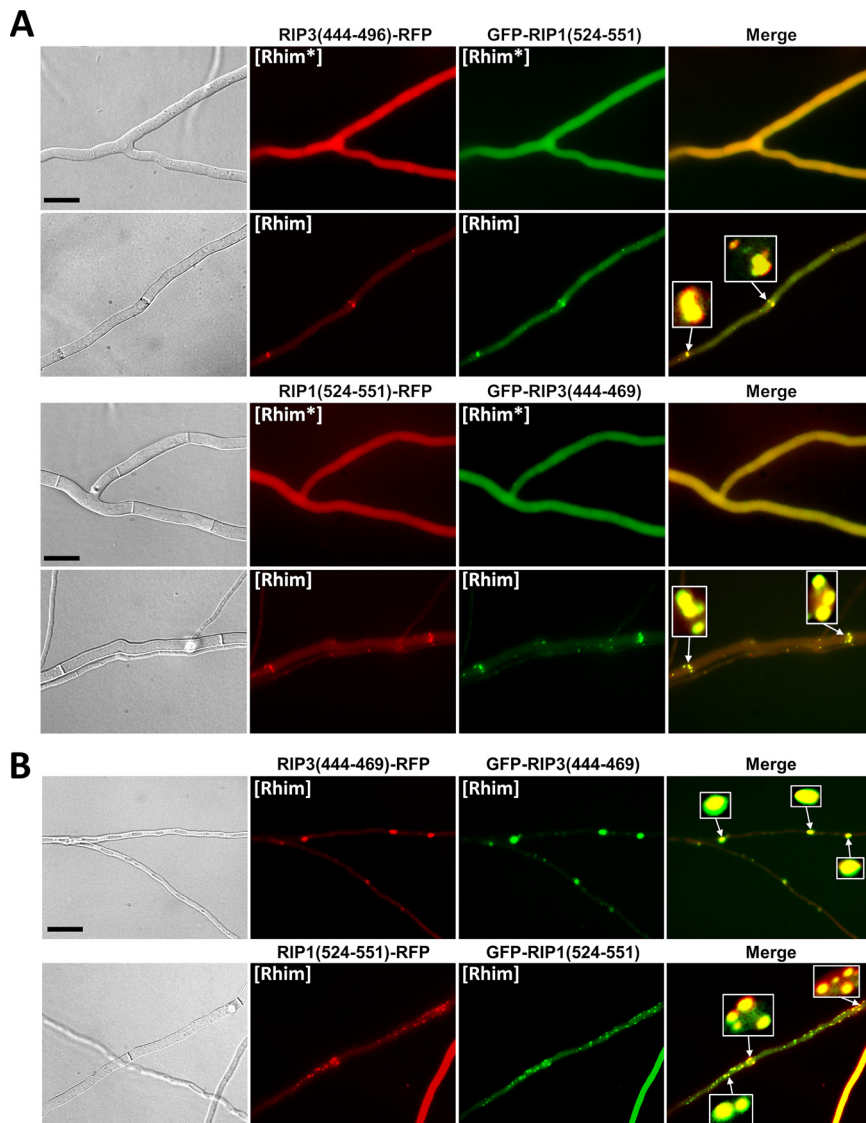 A
RIP3(444-496)-RFP GFP-RIP1(524-551) Merge
[Rhim*] [Rhim*]
[Rhim] [Rhim]
RIP1(524-551)-RFP GFP-RIP3(444-469) Merge
[Rhim*] [Rhim*]
[Rhim] [Rhim]
B
RIP3(444-469)-RFP GFP-RIP3(444-469) Merge
[Rhim] [Rhim]
RIP1(524-551)-RFP GFP-RIP1(524-551) Merge
[Rhim] [Rhim]